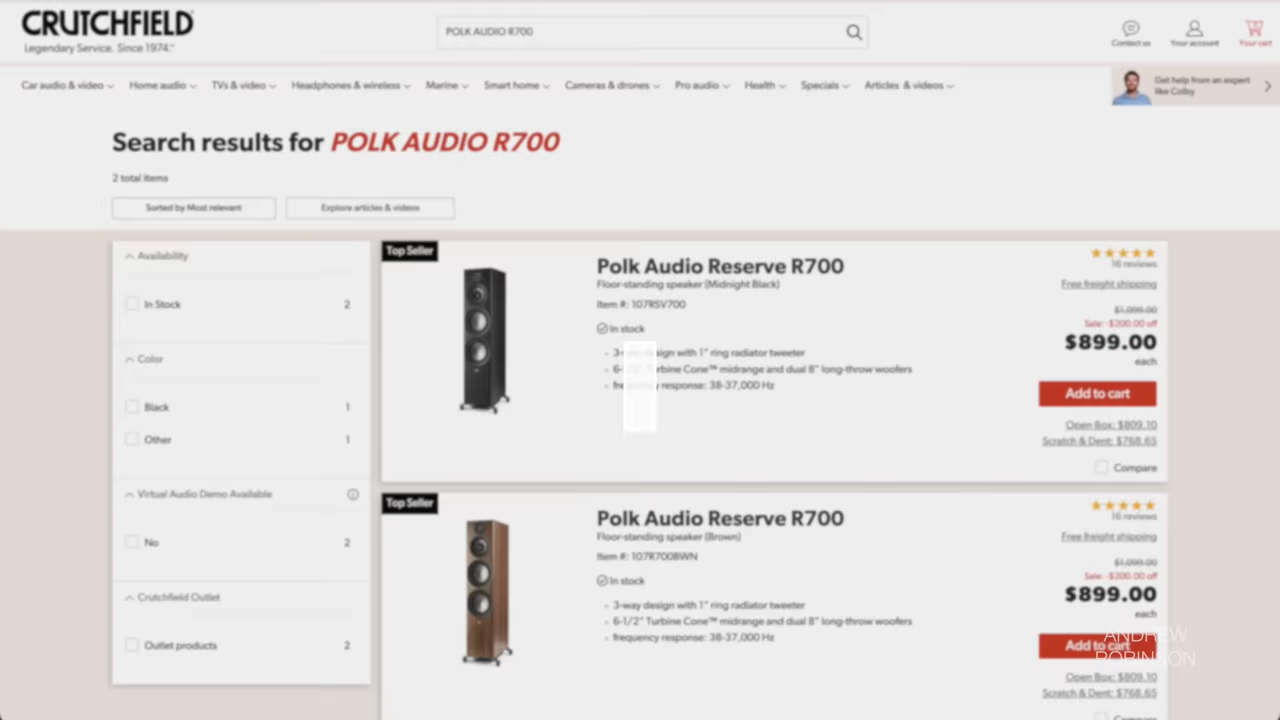 CRUTCHFIELD
Legendary Service. Since 1974.™
POLK AUDIO R700
Contact us
Your account
Your cart
Car audio & video
Home audio
TVs & video
Headphones & wireless
Marine
Smart home
Cameras & drones
Pro audio
Health
Specials
Articles & videos
Get help from an expert
like Colby
Search results for POLK AUDIO R700
2 total items
Sorted by Most relevant
Explore articles & videos
Availability
In Stock 2
Color
Black 1
Other 1
Virtual Audio Demo Available
No 2
Crutchfield Outlet
Outlet products 2
Top Seller
Polk Audio Reserve R700
Floor-standing speaker (Midnight Black)
Item #: 107RSV700
In stock
design with 1" ring radiator tweeter
midrange and dual 8" long-throw woofers
response: 38-37,000 Hz
16 reviews
Free freight shipping
$1,099.00
Sale: -$200.00 off
$899.00
each
Add to cart
Open Box: $809.10
Scratch & Dent: $768.65
Compare
Top Seller
Polk Audio Reserve R700
Floor-standing speaker (Brown)
Item #: 107R700BWN
In stock
3-way design with 1" ring radiator tweeter
6-1/2" Turbine Cone™ midrange and dual 8" long-throw woofers
frequency response: 38-37,000 Hz
16 reviews
Free freight shipping
$1,099.00
Sale: -$200.00 off
$899.00
each
Add to cart
ANDREW
ROBINSON
Open Box: $809.10
Scratch & Dent: $768.65